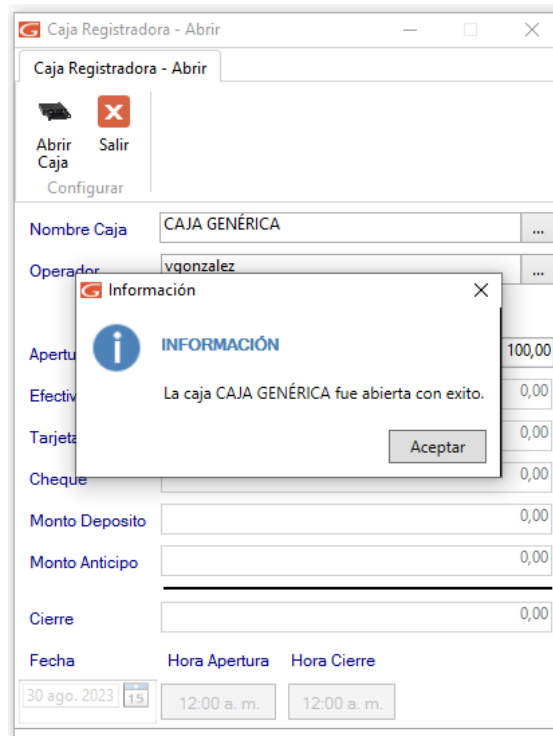 Caja Registradora - Abrir
Caja Registradora - Abrir
Abrir Caja
Salir
Configurar
Nombre Caja CAJA GENÉRICA ...
Operador vgonzalez ...
Información
INFORMACIÓN
La caja CAJA GENÉRICA fue abierta con exito.
Aceptar
100,00
0,00
0,00
Cheque 0,00
Monto Deposito 0,00
Monto Anticipo 0,00
Cierre 0,00
Fecha Hora Apertura Hora Cierre
30 ago. 2023 15 12:00 a. m. 12:00 a. m.